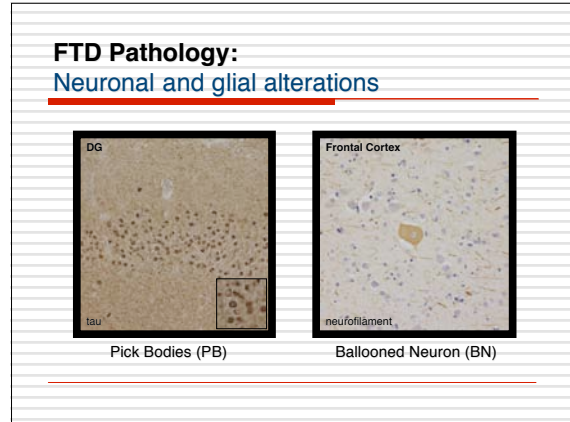 FTD Pathology:
Neuronal and glial alterations
DG
tau
Pick Bodies (PB)
Frontal Cortex
neurofilament
Ballooned Neuron (BN)